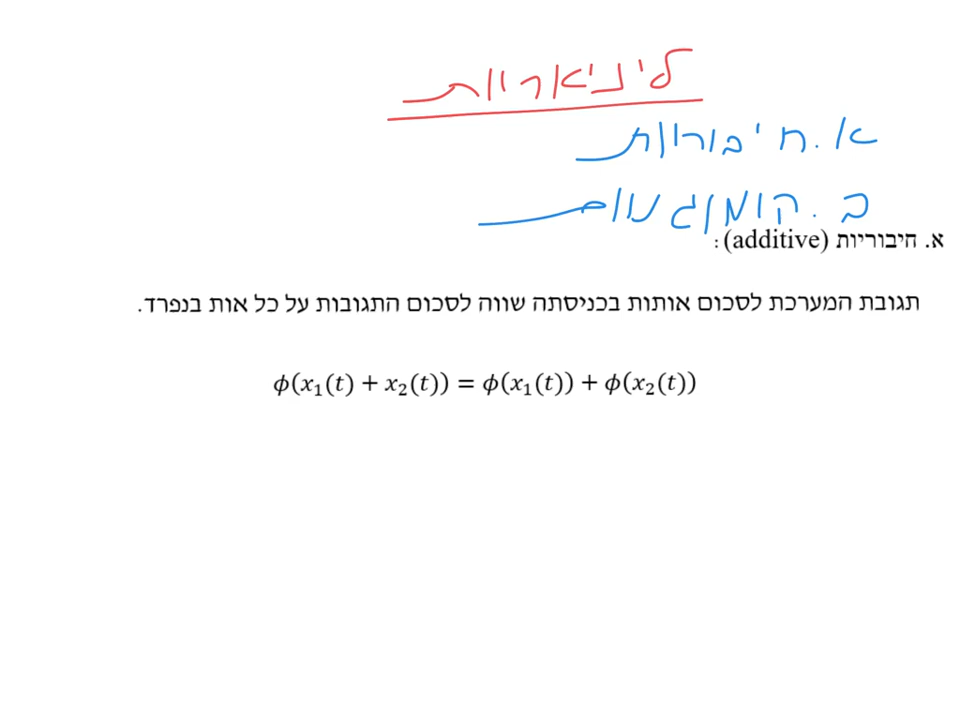 ליניאריות
א. חיבוריות
ב. הומוגניות
א. חיבוריות (additive):
תגובת המערכת לסכום אותות בכניסתה שווה לסכום התגובות על כל אות בנפרד.
ϕ(x₁(t) + x₂(t)) = ϕ(x₁(t)) + ϕ(x₂(t))